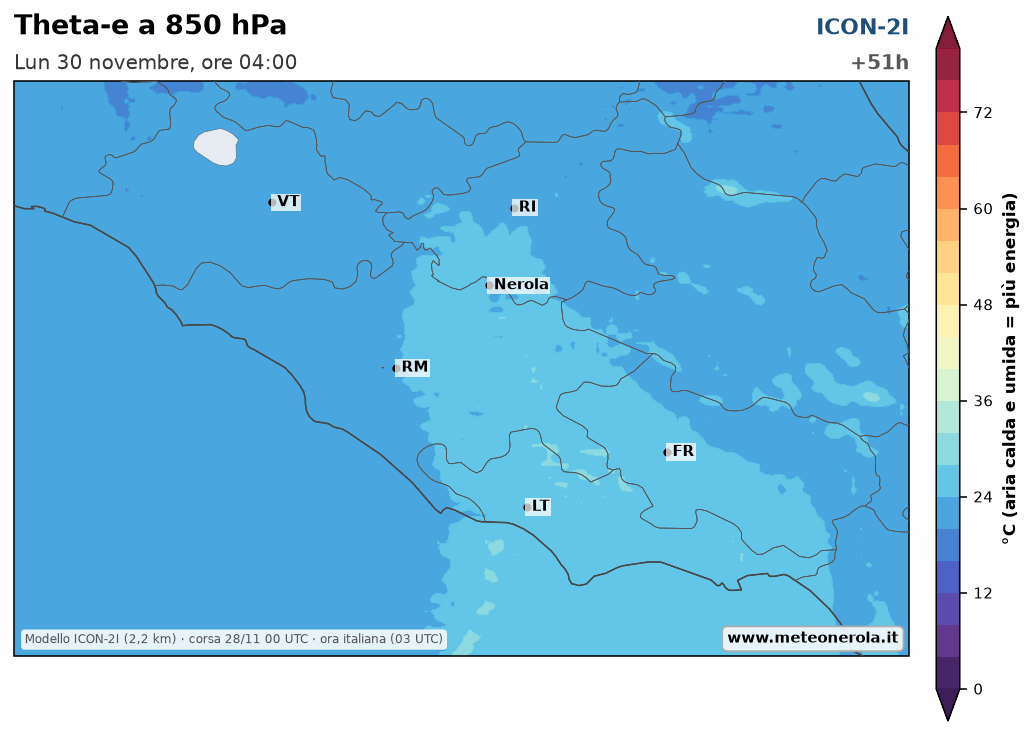 Theta-e a 850 hPa
ICON-2I
Lun 30 novembre, ore 04:00
+51h
VT
RI
Nerola
RM
FR
LT
72
60
48
36
24
12
0
°C (aria calda e umida = più energia)
Modello ICON-2I (2,2 km) · corsa 28/11 00 UTC · ora italiana (03 UTC)
www.meteonerola.it